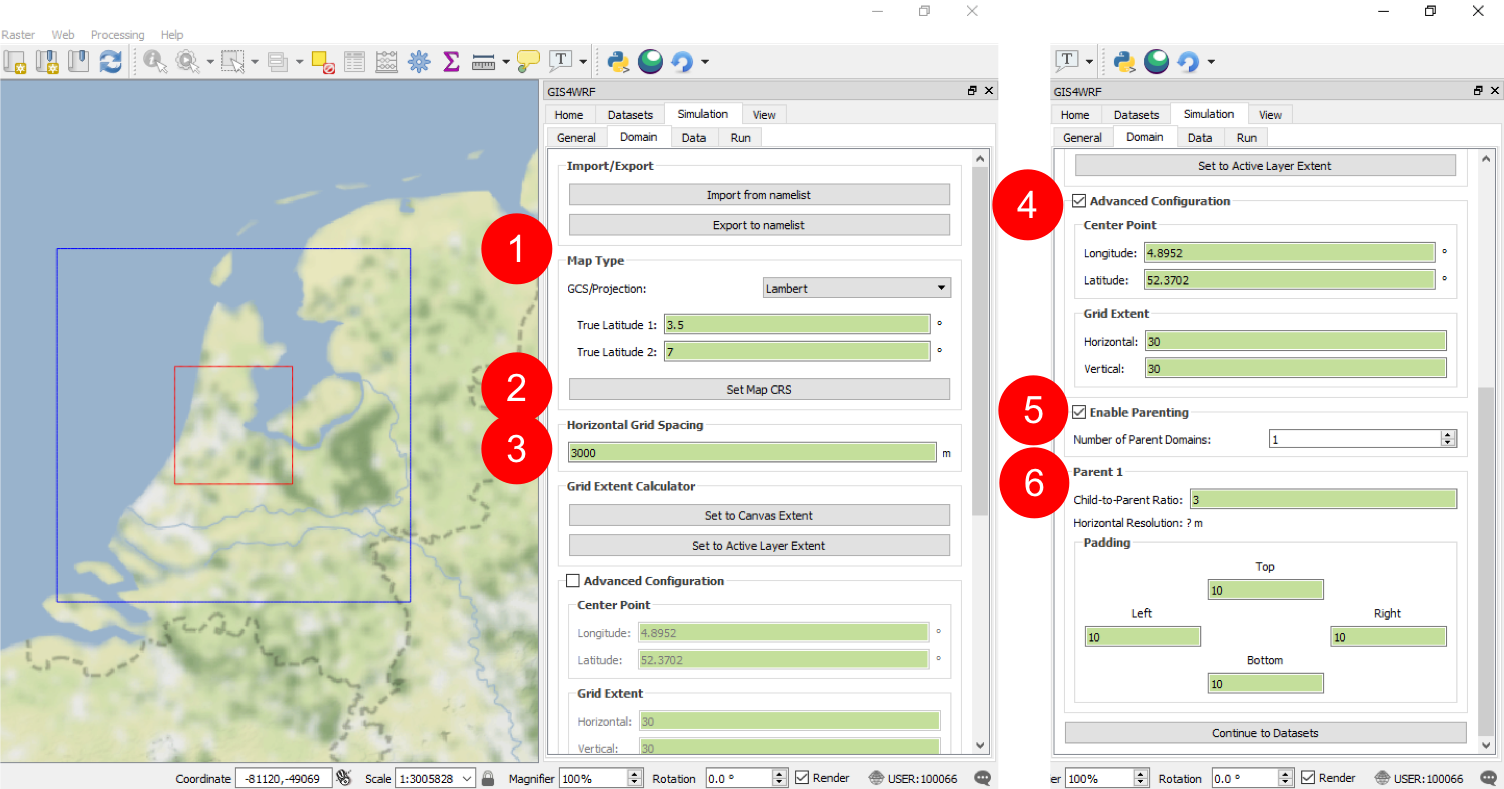 Raster Web Processing Help
T
GIS4WRF
Home Datasets Simulation View
General Domain Data Run
Import/Export
Import from namelist
Export to namelist
1
Map Type
GCS/Projection: Lambert
True Latitude 1: 3.5 °
True Latitude 2: 7 °
2
Set Map CRS
Horizontal Grid Spacing
3
3000 m
Grid Extent Calculator
Set to Canvas Extent
Set to Active Layer Extent
Advanced Configuration
Center Point
Longitude: 4.8952 °
Latitude: 52.3702 °
Grid Extent
Horizontal: 30
Vertical: 30
Coordinate -81120,-49069 Scale 1:3005828 Magnifier 100% Rotation 0.0 ° Render USER:100066
T
GIS4WRF
Home Datasets Simulation View
General Domain Data Run
Set to Active Layer Extent
4
Advanced Configuration
Center Point
Longitude: 4.8952 °
Latitude: 52.3702 °
Grid Extent
Horizontal: 30
Vertical: 30
5
Enable Parenting
Number of Parent Domains: 1
6
Parent 1
Child-to-Parent Ratio: 3
Horizontal Resolution: ? m
Padding
Top
10
Left Right
10 10
Bottom
10
Continue to Datasets
er 100% Rotation 0.0 ° Render USER:100066